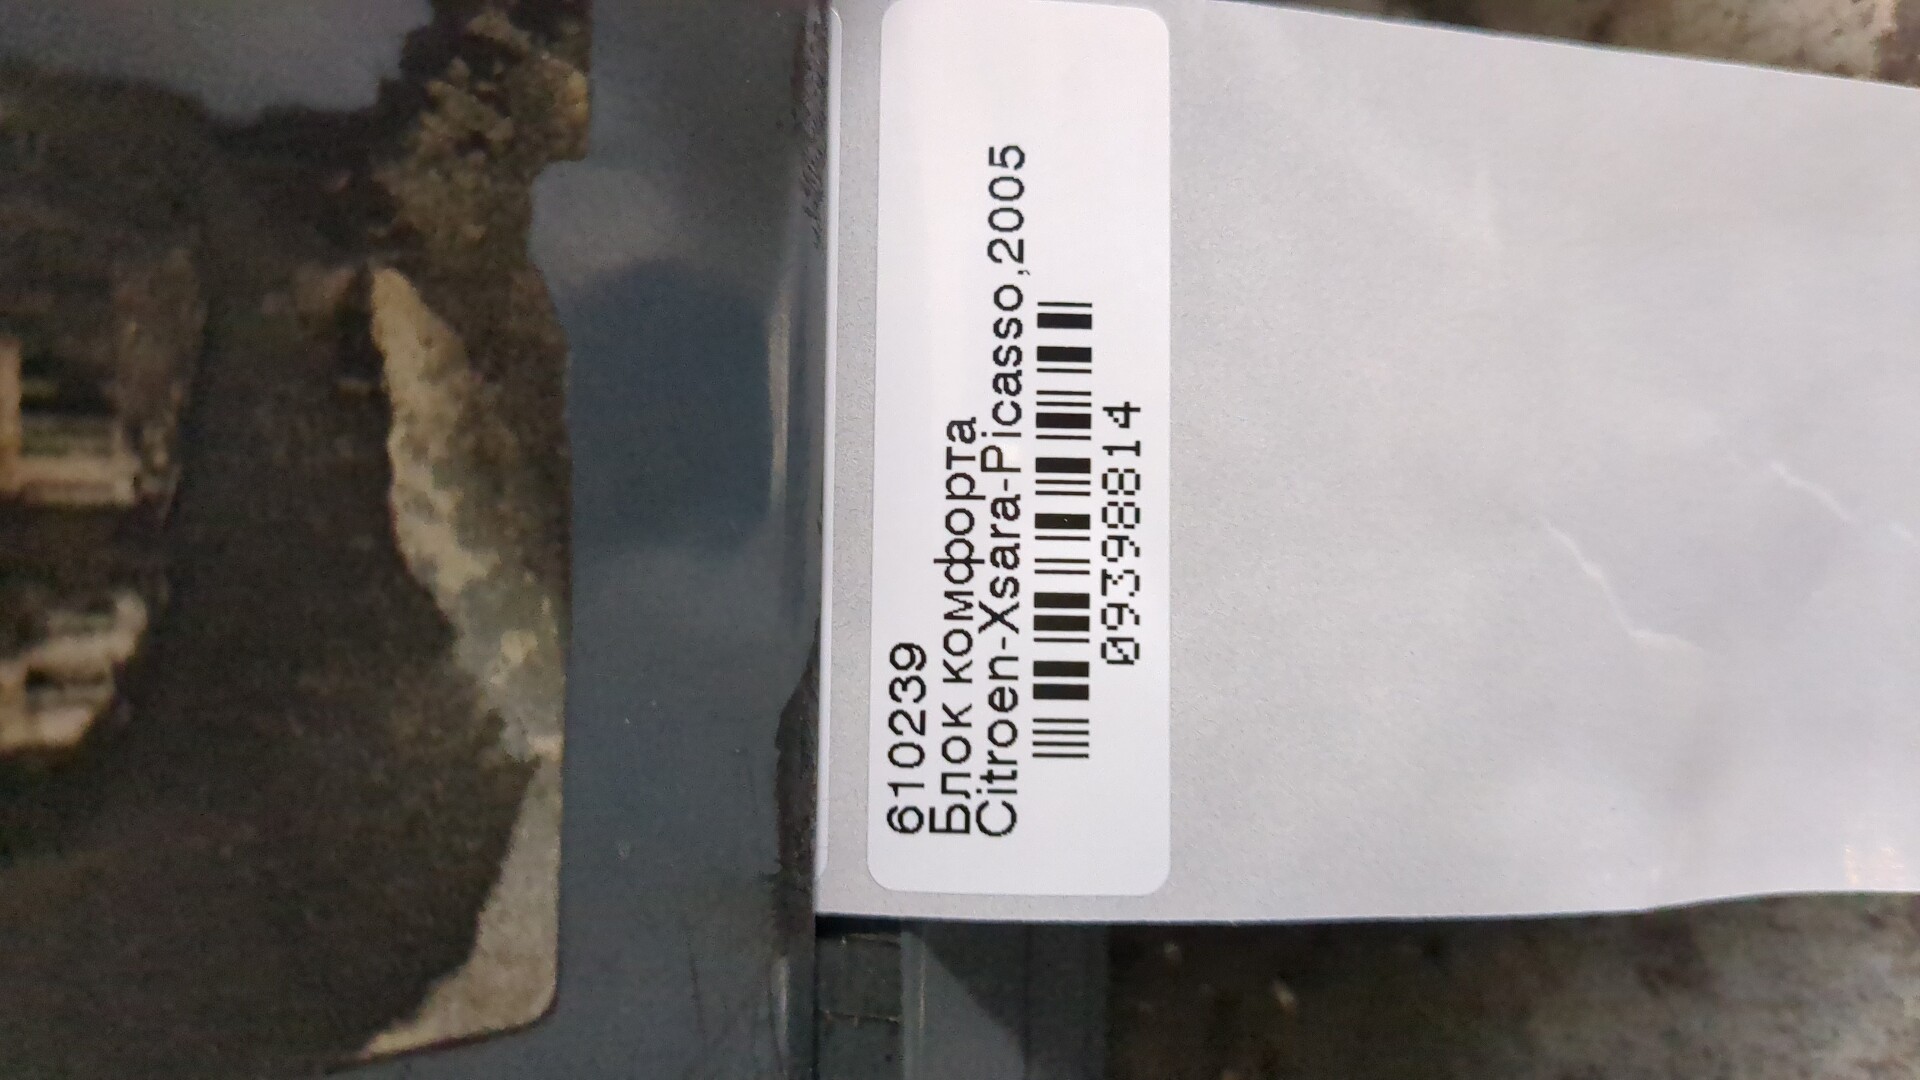 610239
Блок комфорта
Citroen-Xsara-Picasso,2005
09398814